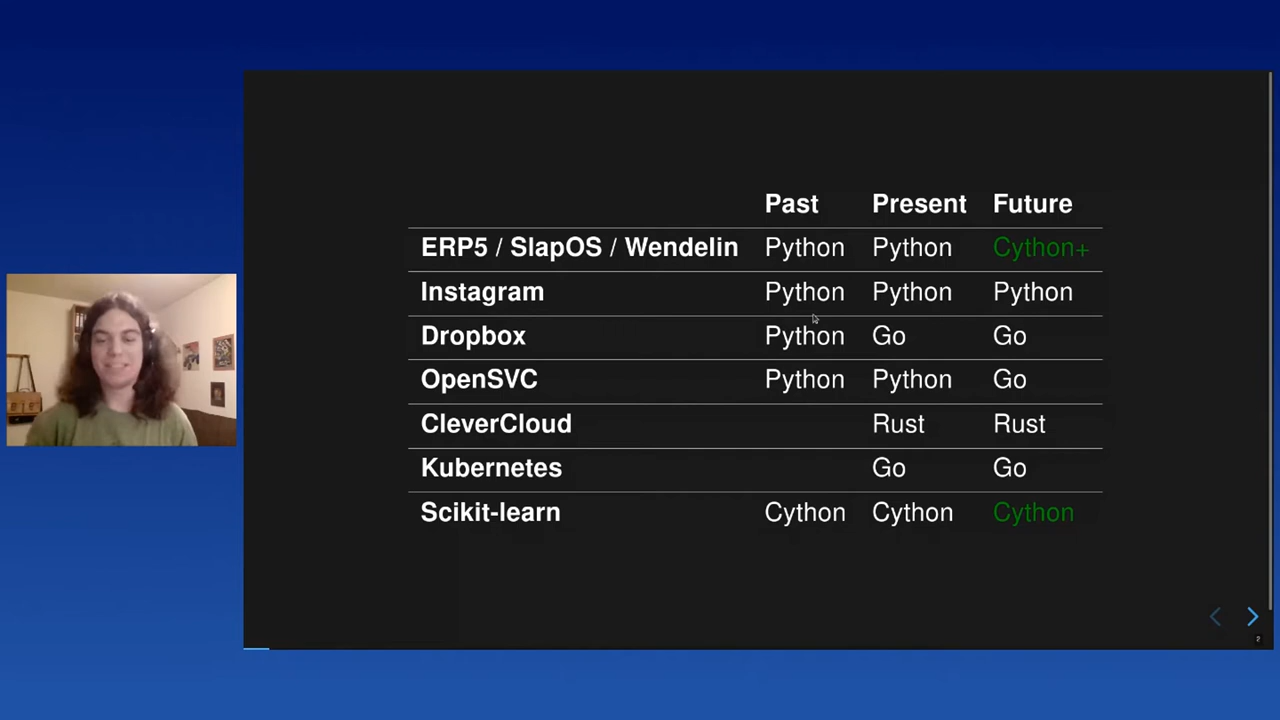 Past Present Future
ERP5 / SlapOS / Wendelin Python Python Cython+
Instagram Python Python Python
Dropbox Python Go Go
OpenSVC Python Python Go
CleverCloud Rust Rust
Kubernetes Go Go
Scikit-learn Cython Cython Cython
?